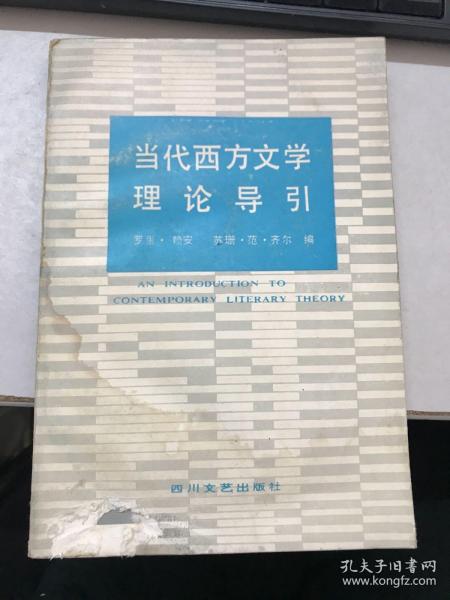 当代西方文学
理论导引
罗里·赖安 苏珊·范·齐尔 编
AN INTRODUCTION TO
CONTEMPORARY LITERARY THEORY
四川文艺出版社
孔夫子旧书网
www.kongfz.com